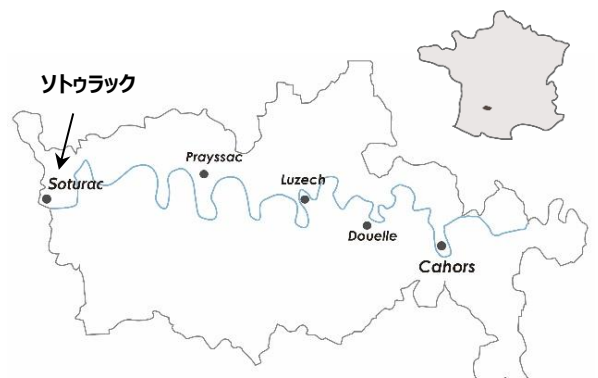 ソトゥラック
Prayssac
Soturac
Luzech
Douelle
Cahors